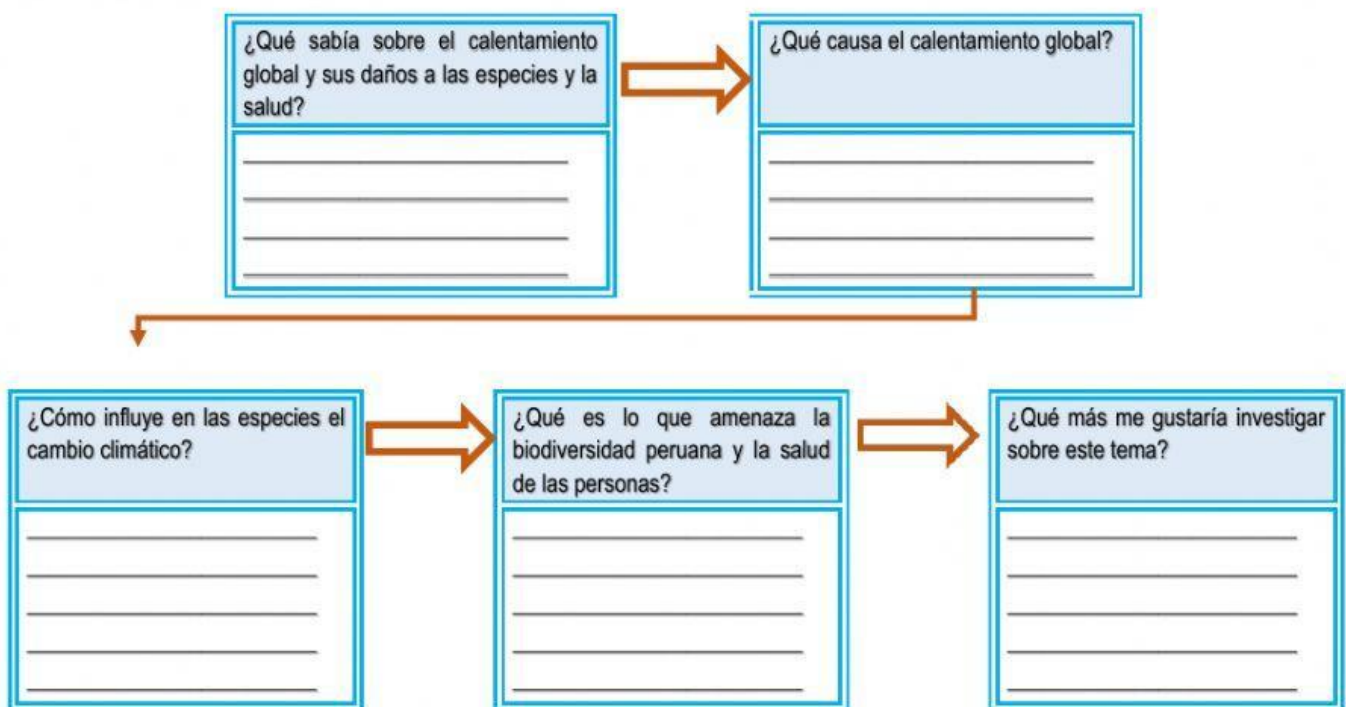 ¿Qué sabía sobre el calentamiento
global y sus daños a las especies y la
salud?
¿Qué causa el calentamiento global?
¿Cómo influye en las especies el
cambio climático?
¿Qué es lo que amenaza la
biodiversidad peruana y la salud
de las personas?
¿Qué más me gustaría investigar
sobre este tema?